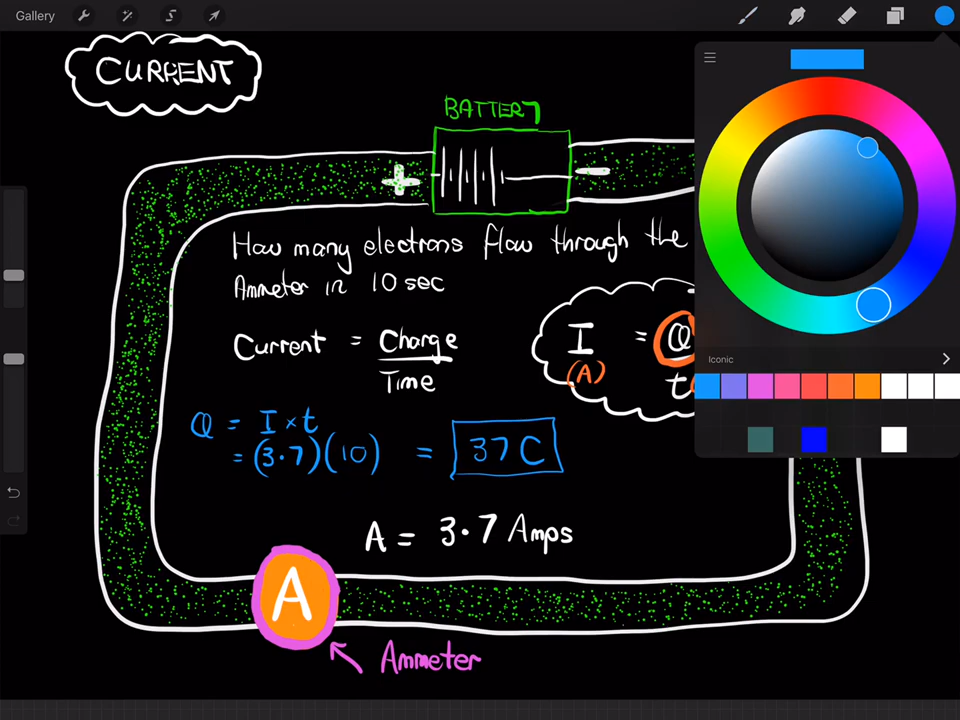 Gallery
CURRENT
BATTERY
+
-
How many electrons flow through the
Ammeter in 10 sec
Current = Charge
Time
I = Q
(A) t
Iconic
Q = I × t
= (3.7)(10) = 37 C
A = 3.7 Amps
A
Ammeter